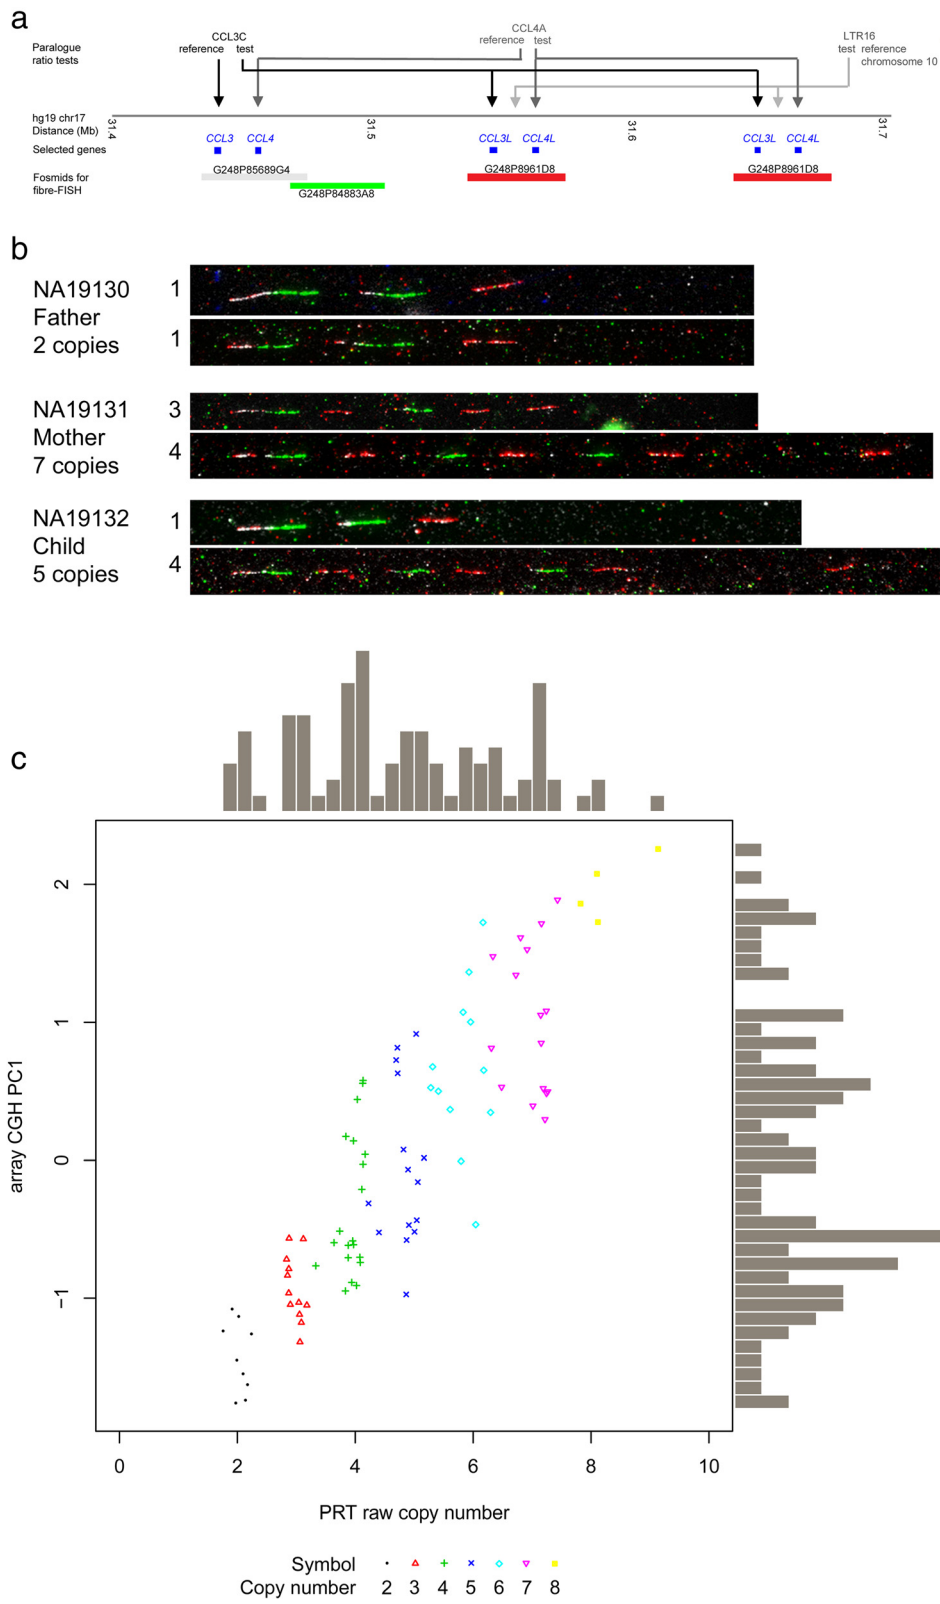 a
Paralogue
ratio tests
CCL3C
reference test
CCL4A
reference test
LTR16
test reference
chromosome 10
hg19 chr17
Distance (Mb)
31.4
31.5
31.6
31.7
Selected genes
CCL3 CCL4 CCL3L CCL4L CCL3L CCL4L
Fosmids for
fibre-FISH
G248P85689G4
G248P84883A8
G248P8961D8
G248P8961D8
b
NA19130
Father
2 copies
1
1
NA19131
Mother
7 copies
3
4
NA19132
Child
5 copies
1
4
c
array CGH PC1
2
1
0
−1
0 2 4 6 8 10
PRT raw copy number
Symbol
Copy number 2 3 4 5 6 7 8